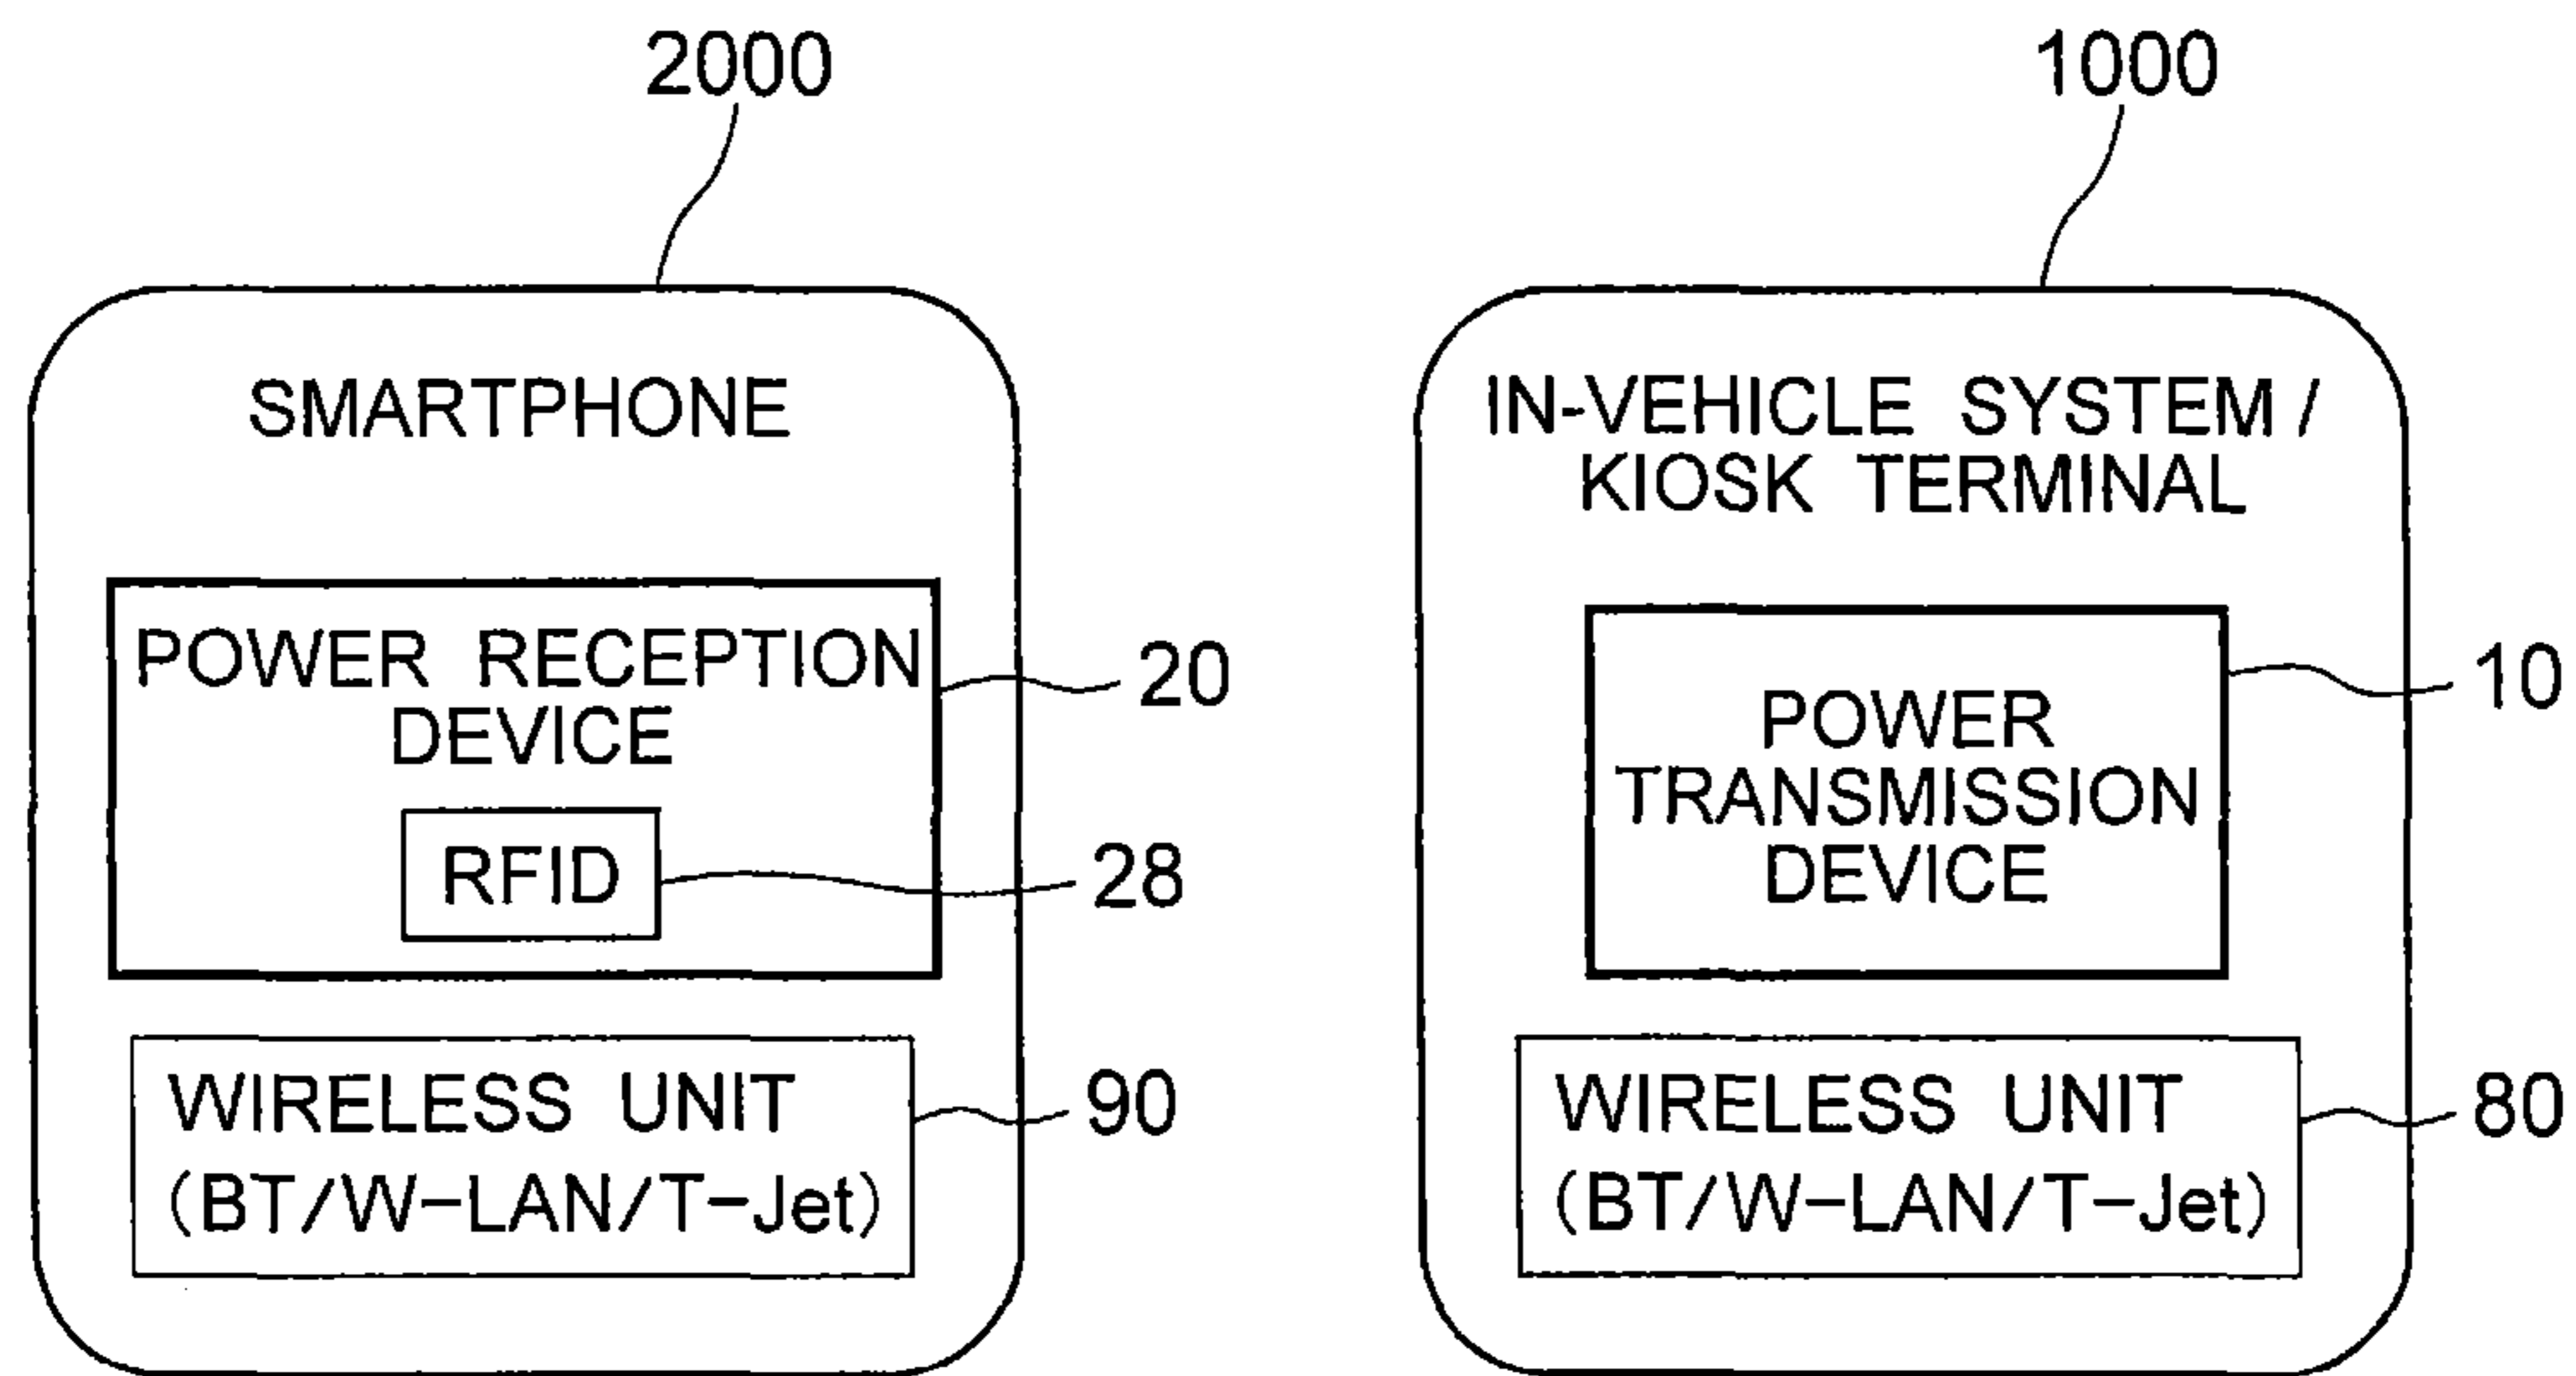 2000
SMARTPHONE
POWER RECEPTION
DEVICE
20
RFID
28
WIRELESS UNIT
(BT/W-LAN/T-Jet)
90
1000
IN-VEHICLE SYSTEM/
KIOSK TERMINAL
POWER
TRANSMISSION
DEVICE
10
WIRELESS UNIT
(BT/W-LAN/T-Jet)
80